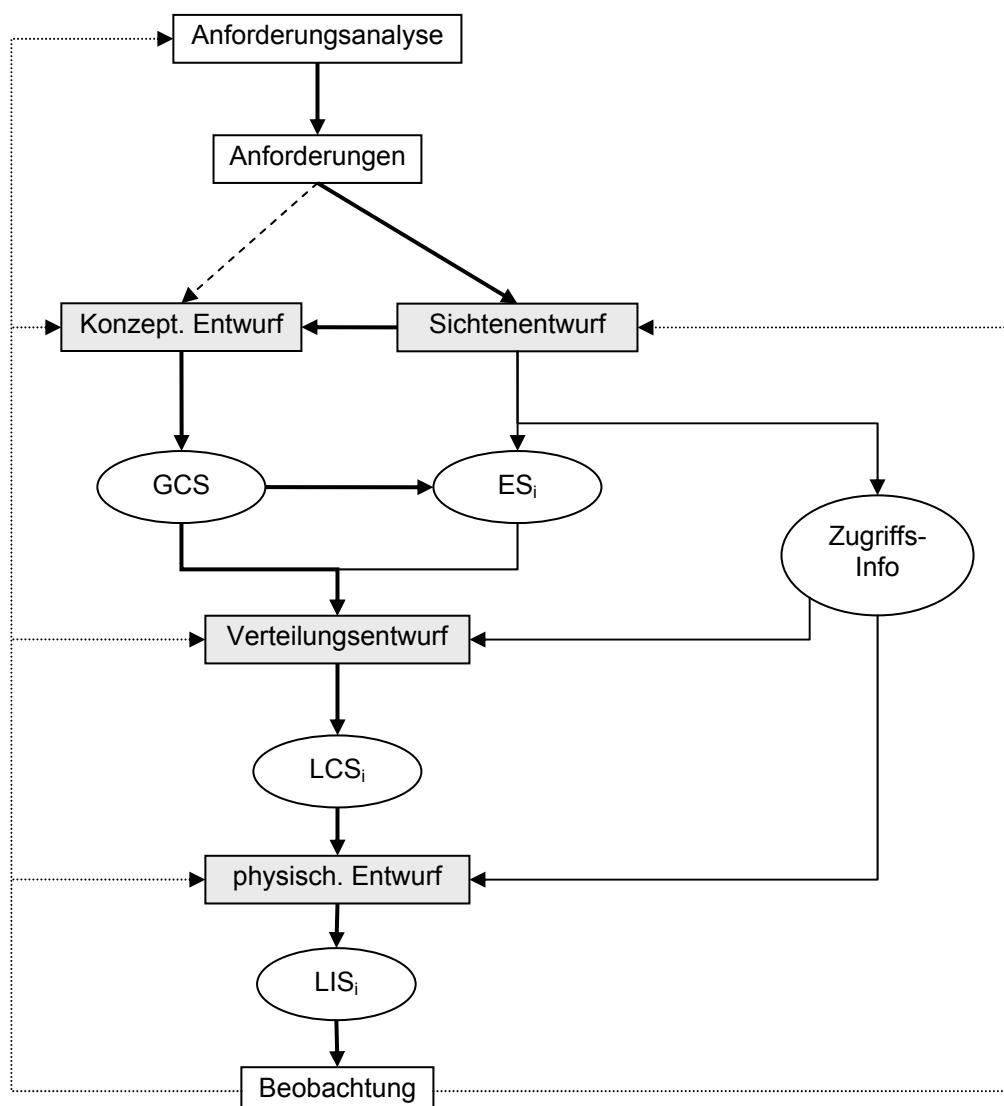 Anforderungsanalyse
Anforderungen
Konzept. Entwurf
Sichtenentwurf
GCS
ESᵢ
Zugriffs-
Info
Verteilungsentwurf
LCSᵢ
physisch. Entwurf
LISᵢ
Beobachtung